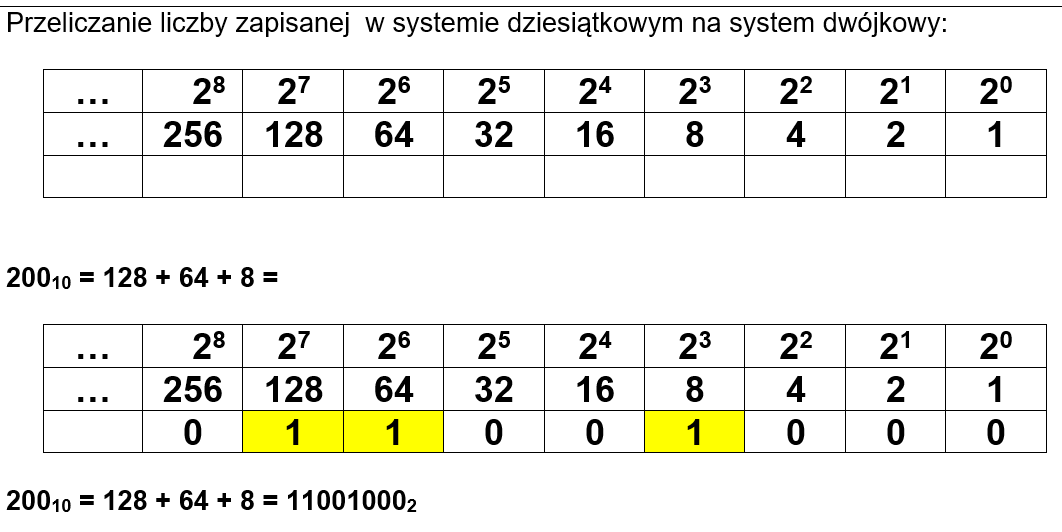 Przeliczanie liczby zapisanej  w systemie dziesiątkowym na system dwójkowy:
... 2⁸ 2⁷ 2⁶ 2⁵ 2⁴ 2³ 2² 2¹ 2⁰
... 256 128 64 32 16 8 4 2 1
200₁₀ = 128 + 64 + 8 =
... 2⁸ 2⁷ 2⁶ 2⁵ 2⁴ 2³ 2² 2¹ 2⁰
... 256 128 64 32 16 8 4 2 1
0 1 1 0 0 1 0 0 0
200₁₀ = 128 + 64 + 8 = 11001000₂